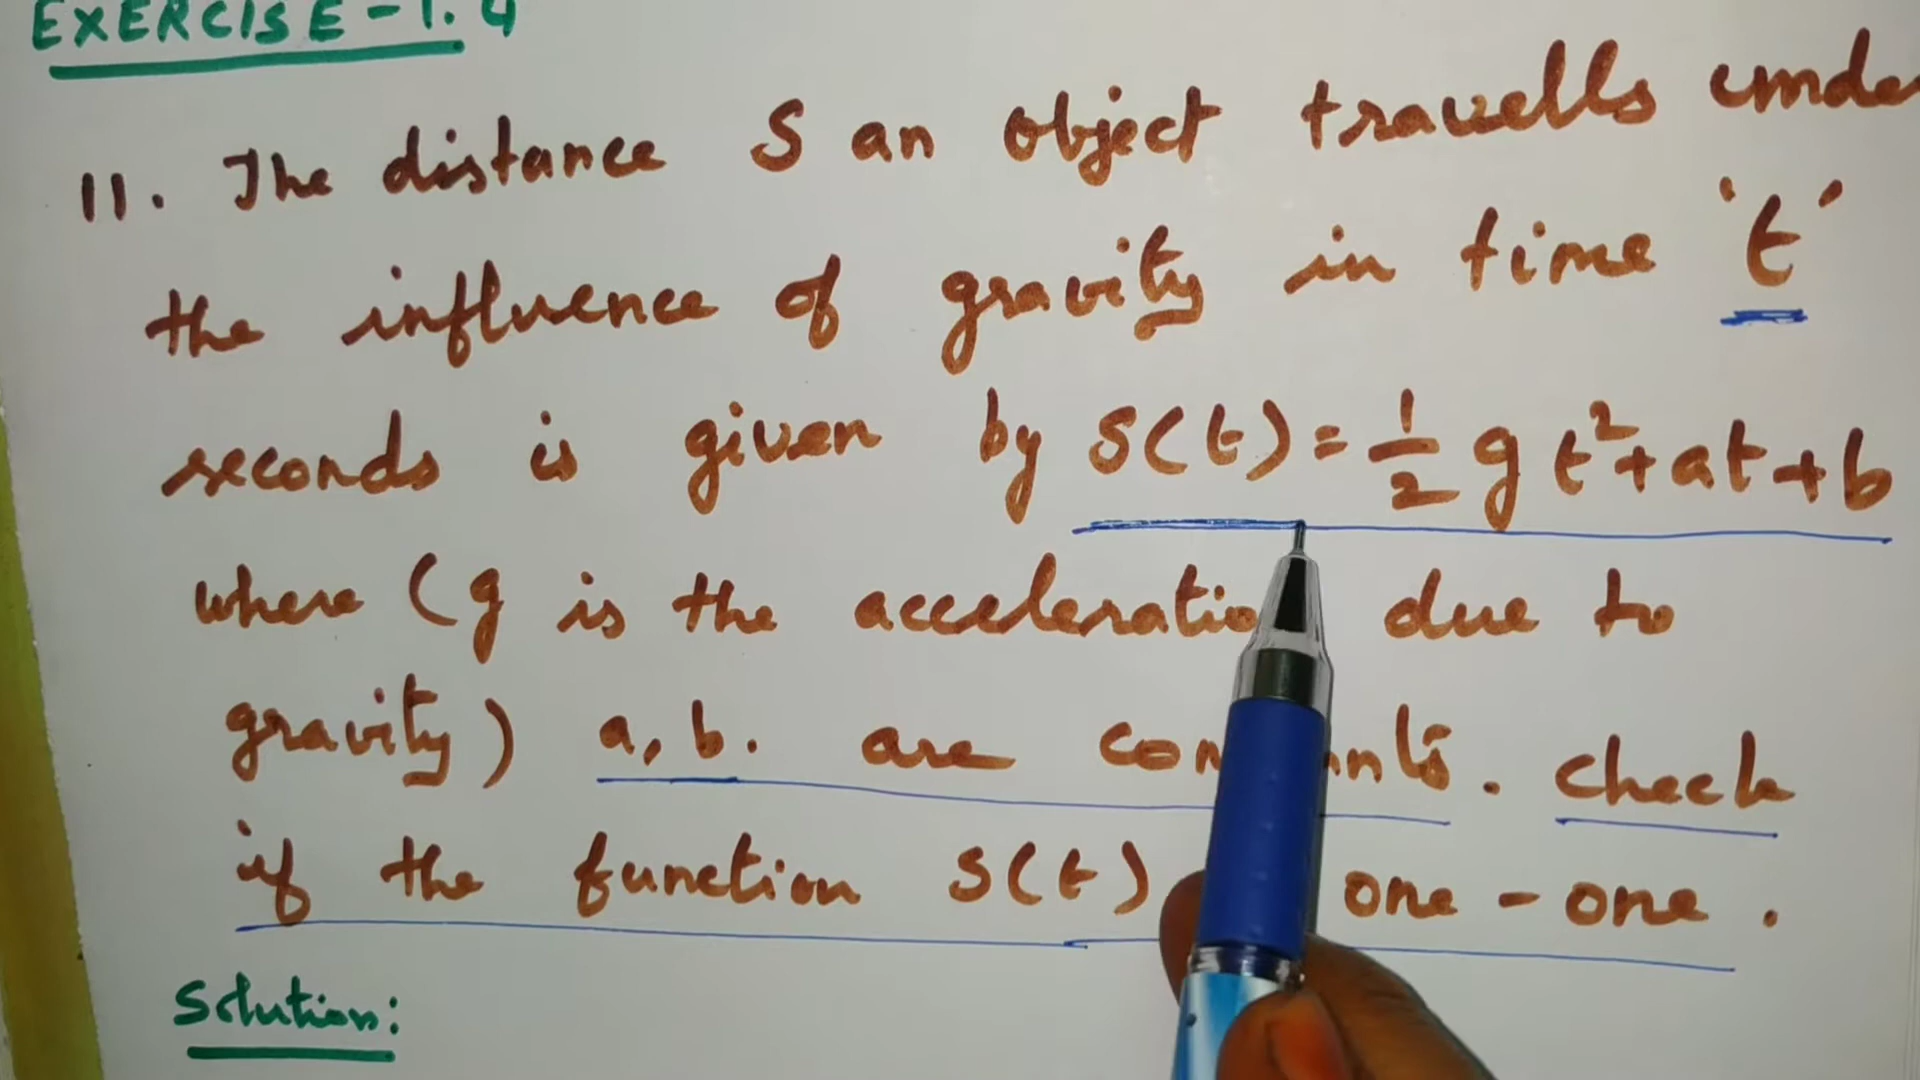 EXERCISE - 1.4
11. The distance S an object travells under
the influence of gravity in time 't'
seconds is given by S(t) = 1/2 g t² + at + b
where (g is the acceleration due to
gravity) a, b. are constants. Check
if the function S(t) one - one.
Solution: